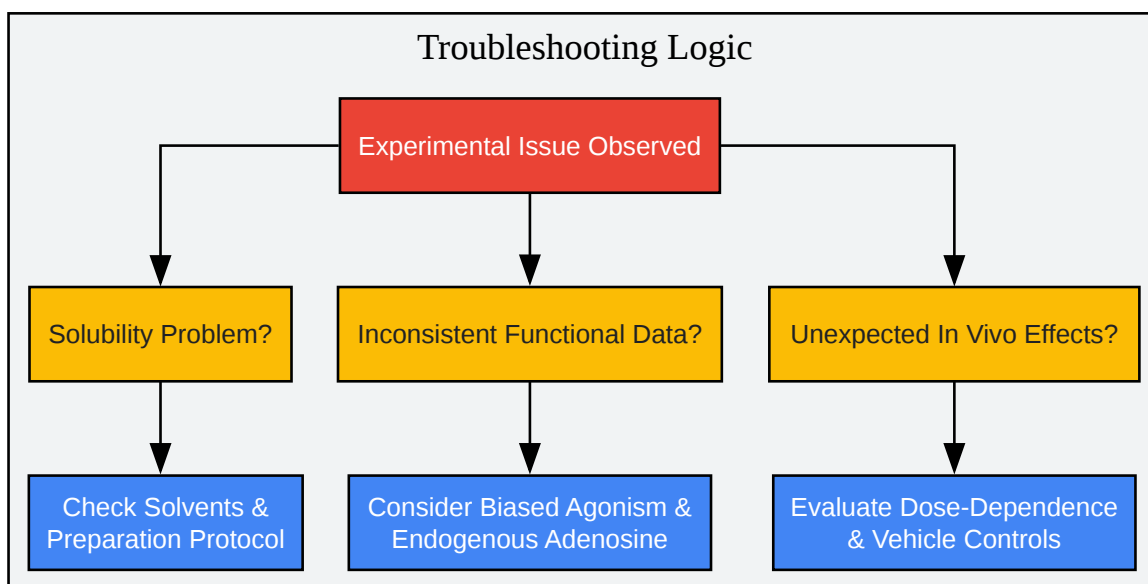 Troubleshooting Logic
Experimental Issue Observed
Solubility Problem?
Inconsistent Functional Data?
Unexpected In Vivo Effects?
Check Solvents &
Preparation Protocol
Consider Biased Agonism &
Endogenous Adenosine
Evaluate Dose-Dependence
& Vehicle Controls